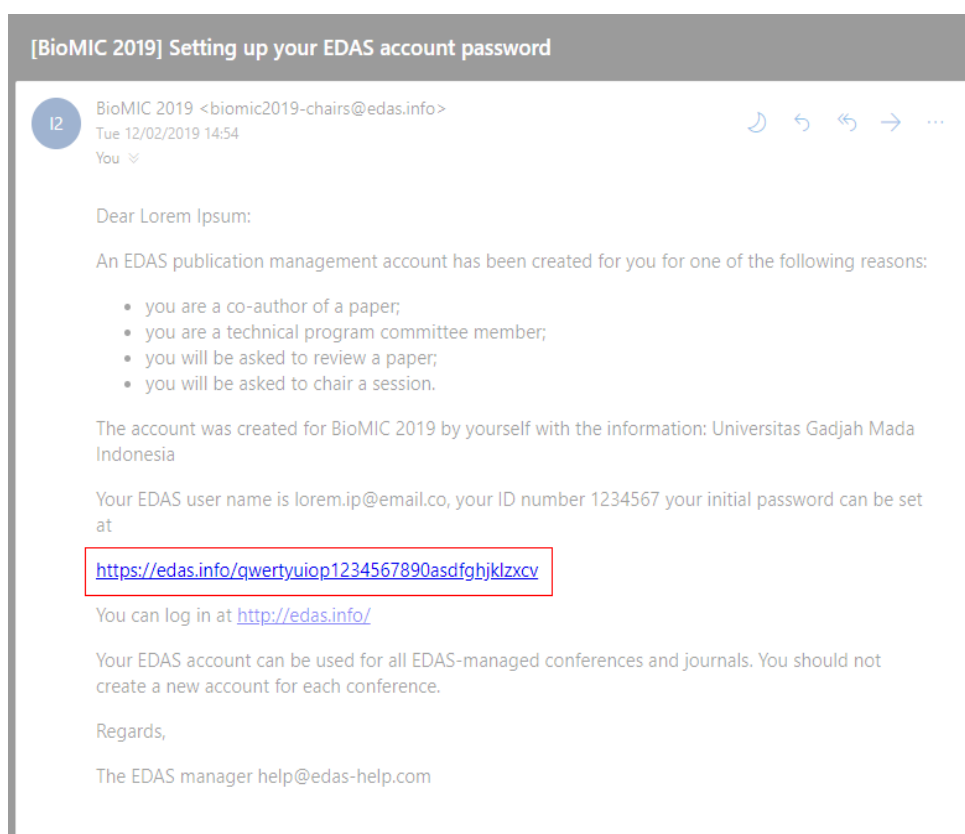 [BioMIC 2019] Setting up your EDAS account password
I2
BioMIC 2019 <biomic2019-chairs@edas.info>
Tue 12/02/2019 14:54
You
Dear Lorem Ipsum:
An EDAS publication management account has been created for you for one of the following reasons:
• you are a co-author of a paper;
• you are a technical program committee member;
• you will be asked to review a paper;
• you will be asked to chair a session.
The account was created for BioMIC 2019 by yourself with the information: Universitas Gadjah Mada
Indonesia
Your EDAS user name is lorem.ip@email.co, your ID number 1234567 your initial password can be set
at
https://edas.info/qwertyuiop1234567890asdfghjklzxcv
You can log in at http://edas.info/
Your EDAS account can be used for all EDAS-managed conferences and journals. You should not
create a new account for each conference.
Regards,
The EDAS manager help@edas-help.com